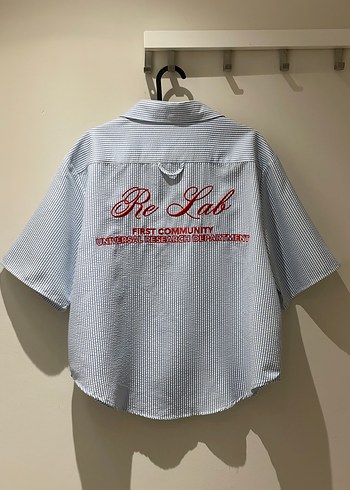 Re Lab
FIRST COMMUNITY
UNIVERSAL RESEARCH DEPARTMENT